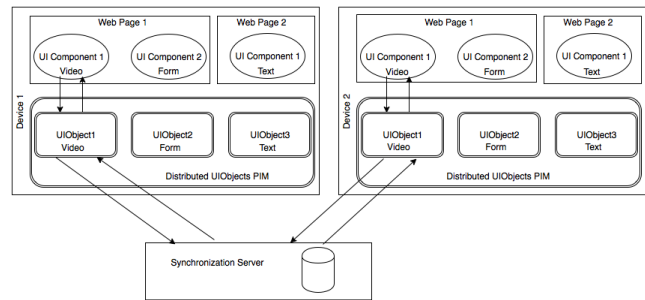 Web Page 1
Web Page 2
UI Component 1
Video
UI Component 2
Form
UI Component 1
Text
Device 1
UIObject1
Video
UIObject2
Form
UIObject3
Text
Distributed UIObjects PIM
Web Page 1
Web Page 2
UI Component 1
Video
UI Component 2
Form
UI Component 1
Text
Device 2
UIObject1
Video
UIObject2
Form
UIObject3
Text
Distributed UIObjects PIM
Synchronization Server